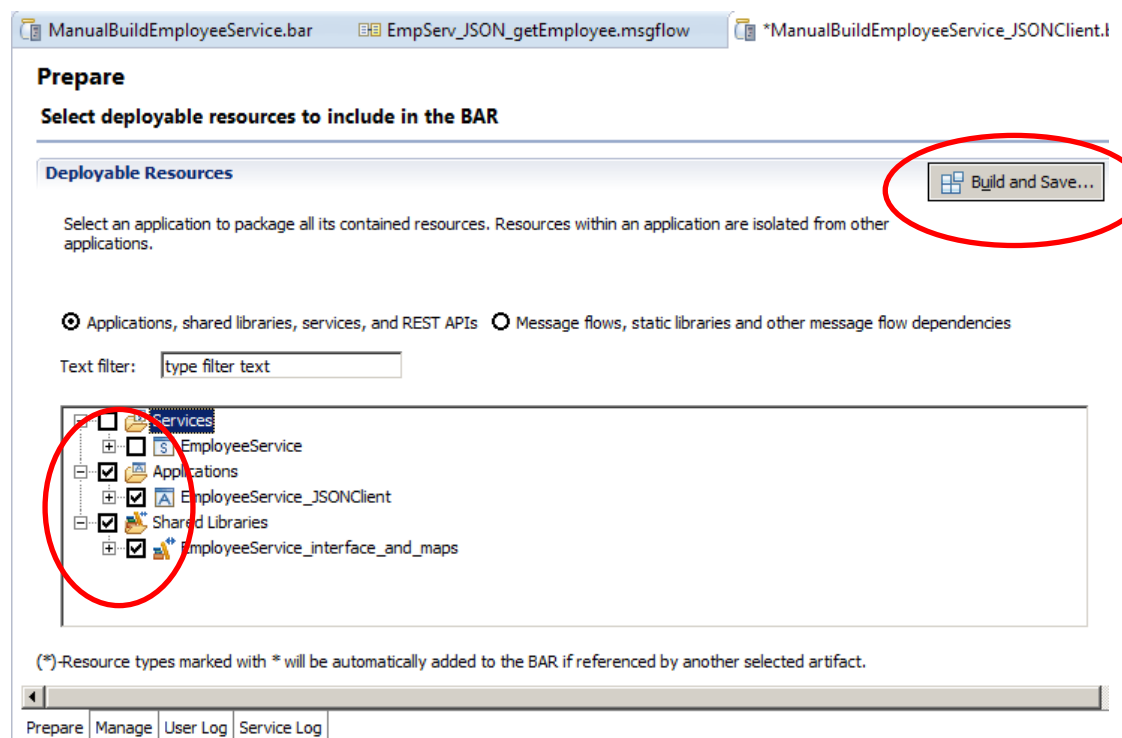 ManualBuildEmployeeService.bar EmpServ_JSON_getEmployee.msgflow *ManualBuildEmployeeService_JSONClient.b
Prepare
Select deployable resources to include in the BAR
Deployable Resources
Build and Save...
Select an application to package all its contained resources. Resources within an application are isolated from other
applications.
Applications, shared libraries, services, and REST APIs Message flows, static libraries and other message flow dependencies
Text filter: type filter text
Services
EmployeeService
Applications
EmployeeService_JSONClient
Shared Libraries
EmployeeService_interface_and_maps
(*)-Resource types marked with * will be automatically added to the BAR if referenced by another selected artifact.
Prepare Manage User Log Service Log